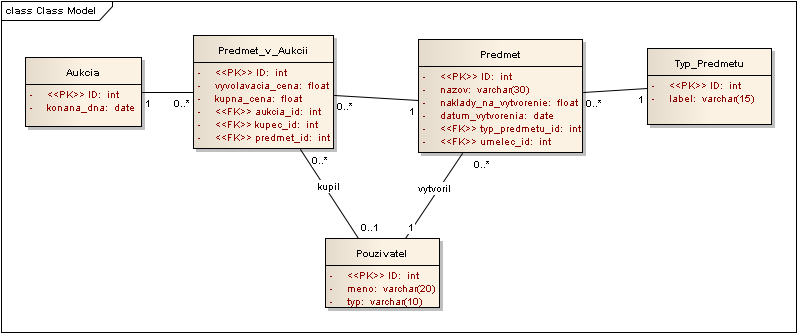 class Class Model
Aukcia
- <<PK>> ID: int
- konana_dna: date
1
0..*
Predmet_v_Aukcii
- <<PK>> ID: int
- vyvolavacia_cena: float
- kupna_cena: float
- <<FK>> aukcia_id: int
- <<FK>> kupec_id: int
- <<FK>> predmet_id: int
0..*
1
Predmet
- <<PK>> ID: int
- nazov: varchar(30)
- naklady_na_vytvorenie: float
- datum_vytvorenia: date
- <<FK>> typ_predmetu_id: int
- <<FK>> umelec_id: int
0..*
1
Typ_Predmetu
- <<PK>> ID: int
- label: varchar(15)
0..*
kupil
0..1
0..*
vytvoril
1
Pouzivatel
- <<PK>> ID: int
- meno: varchar(20)
- typ: varchar(10)